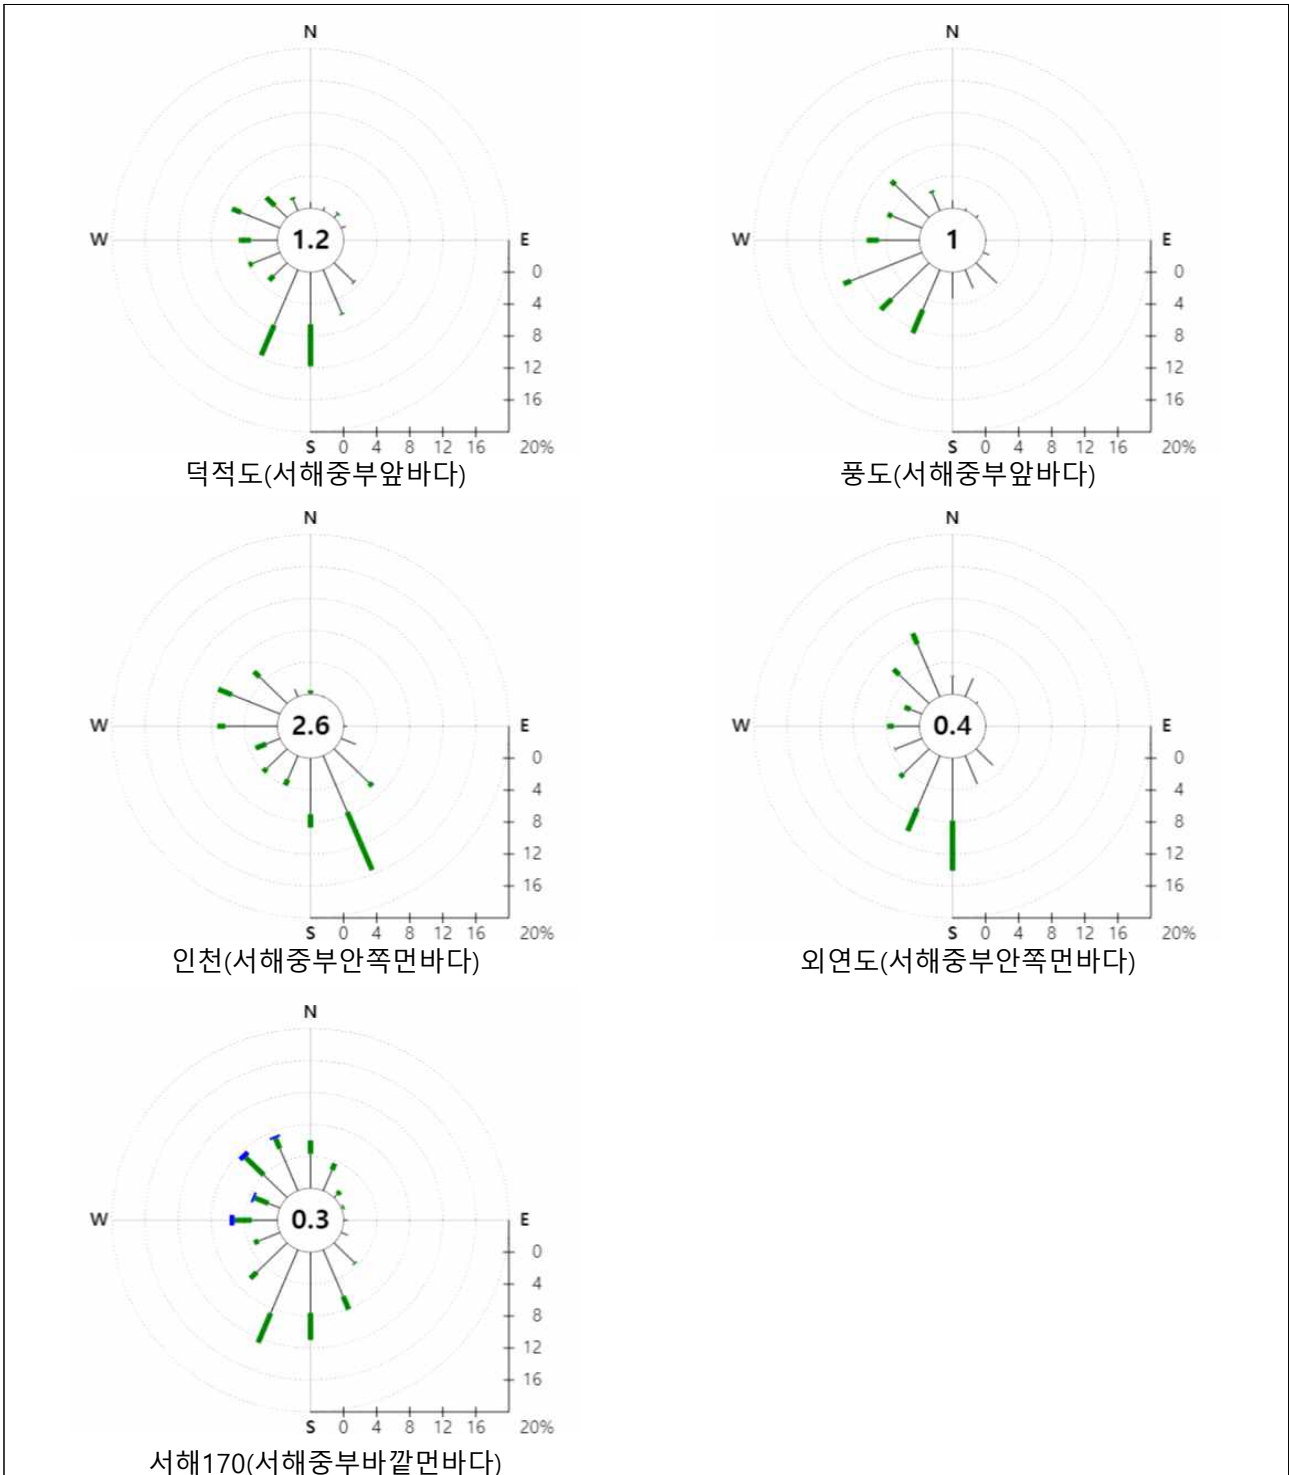 N N
W 1.2 E W 1 E
0 0
4 4
8 8
12 12
16 16
S 0 4 8 12 16 20% S 0 4 8 12 16 20%
덕적도(서해중부앞바다) 풍도(서해중부앞바다)
N N
W 2.6 E W 0.4 E
0 0
4 4
8 8
12 12
16 16
S 0 4 8 12 16 20% S 0 4 8 12 16 20%
인천(서해중부안쪽먼바다) 외연도(서해중부안쪽먼바다)
N
W 0.3 E
0
4
8
12
16
S 0 4 8 12 16 20%
서해170(서해중부바깥먼바다)